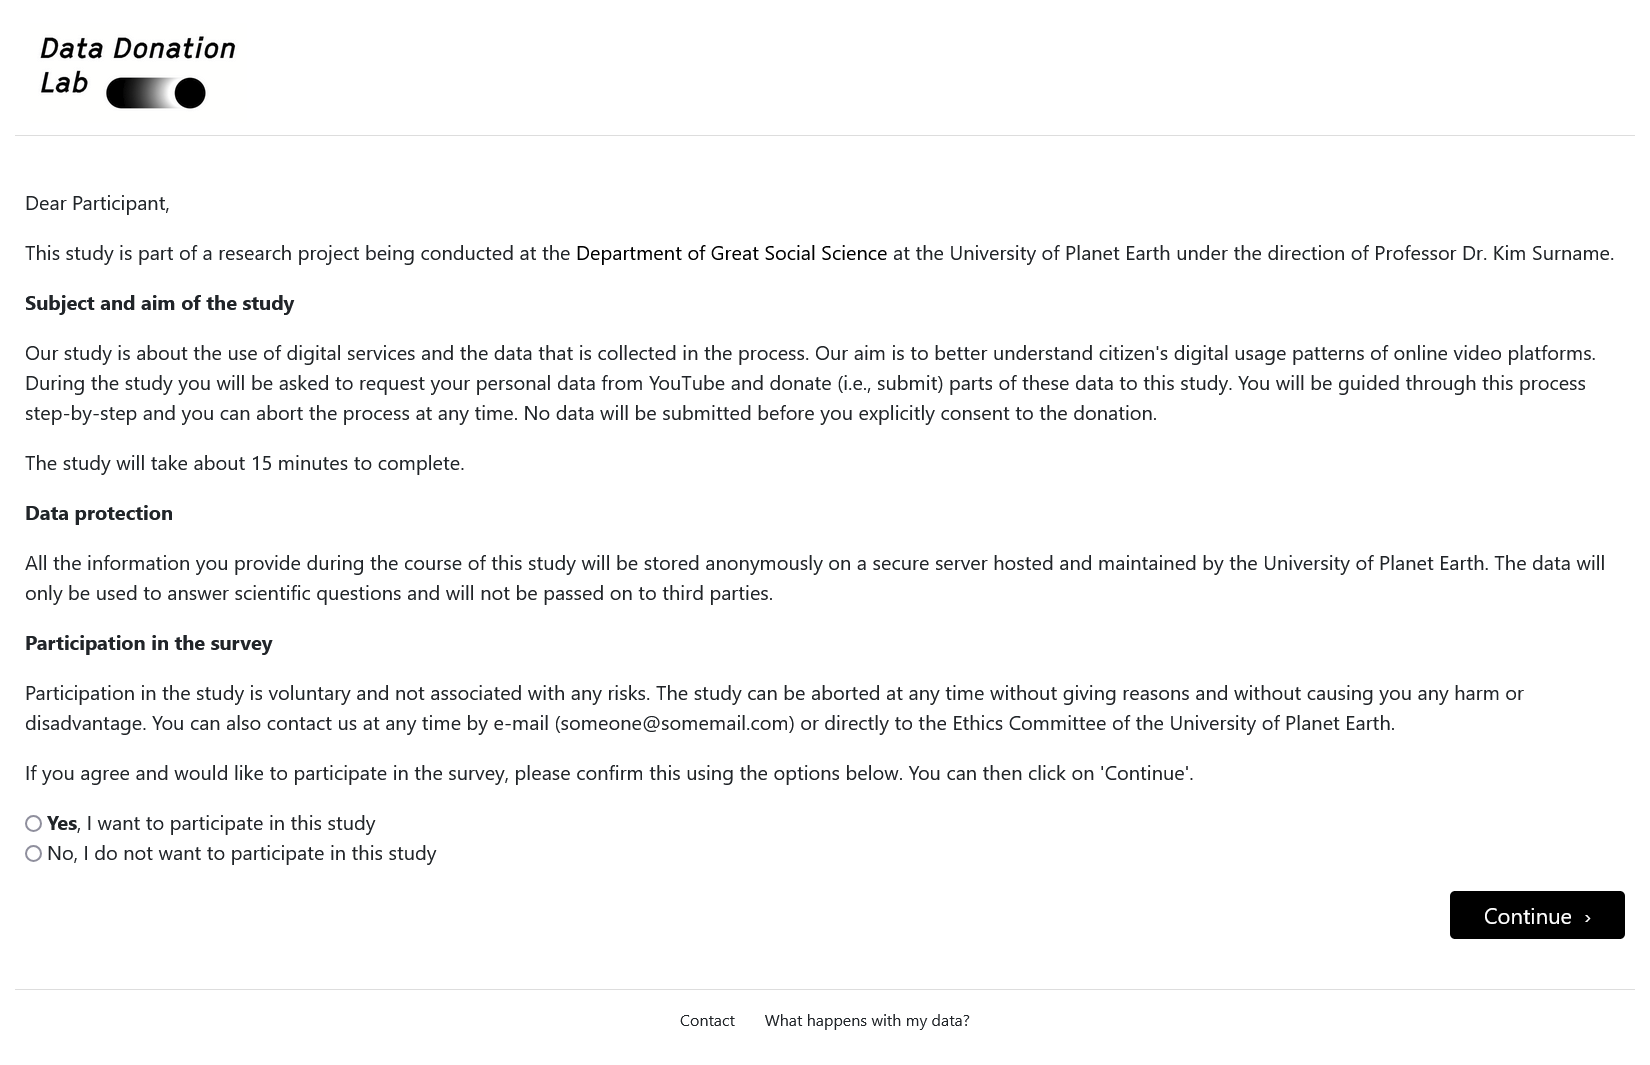 Data Donation
Lab
Dear Participant,
This study is part of a research project being conducted at the Department of Great Social Science at the University of Planet Earth under the direction of Professor Dr. Kim Surname.
Subject and aim of the study
Our study is about the use of digital services and the data that is collected in the process. Our aim is to better understand citizen's digital usage patterns of online video platforms.
During the study you will be asked to request your personal data from YouTube and donate (i.e., submit) parts of these data to this study. You will be guided through this process
step-by-step and you can abort the process at any time. No data will be submitted before you explicitly consent to the donation.
The study will take about 15 minutes to complete.
Data protection
All the information you provide during the course of this study will be stored anonymously on a secure server hosted and maintained by the University of Planet Earth. The data will
only be used to answer scientific questions and will not be passed on to third parties.
Participation in the survey
Participation in the study is voluntary and not associated with any risks. The study can be aborted at any time without giving reasons and without causing you any harm or
disadvantage. You can also contact us at any time by e-mail (someone@somemail.com) or directly to the Ethics Committee of the University of Planet Earth.
If you agree and would like to participate in the survey, please confirm this using the options below. You can then click on 'Continue'.
Yes, I want to participate in this study
No, I do not want to participate in this study
Continue ›
Contact What happens with my data?